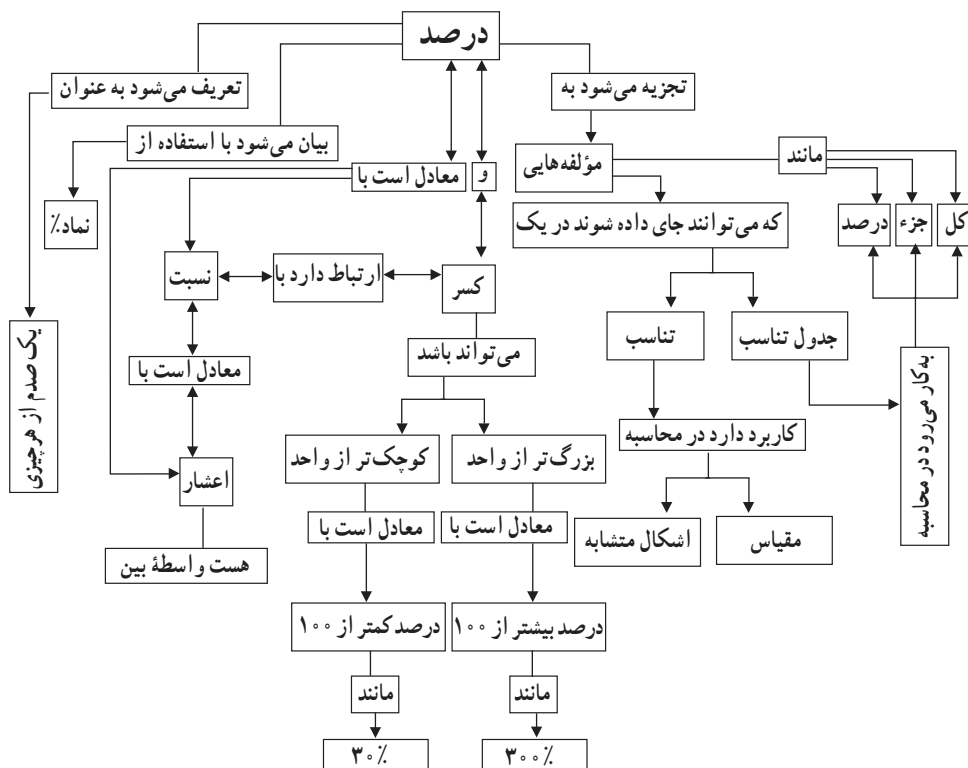 درصد
تعریف می‌شود به عنوان
تجزیه می‌شود به
بیان می‌شود با استفاده از
مؤلفه‌هایی
مانند
معادل است با
و
نماد٪
که می‌توانند جای داده شوند در یک
درصد
جزء
کل
نسبت
ارتباط دارد با
کسر
یک صدم از هرچیزی
می‌تواند باشد
تناسب
جدول تناسب
به‌کار می‌رود در محاسبه
معادل است با
کاربرد دارد در محاسبه
کوچک‌تر از واحد
بزرگ‌تر از واحد
اعشار
معادل است با
معادل است با
اشکال متشابه
مقیاس
هست واسطهٔ بین
درصد کمتر از ۱۰۰
درصد بیشتر از ۱۰۰
مانند
مانند
۳۰٪
۳۰۰٪